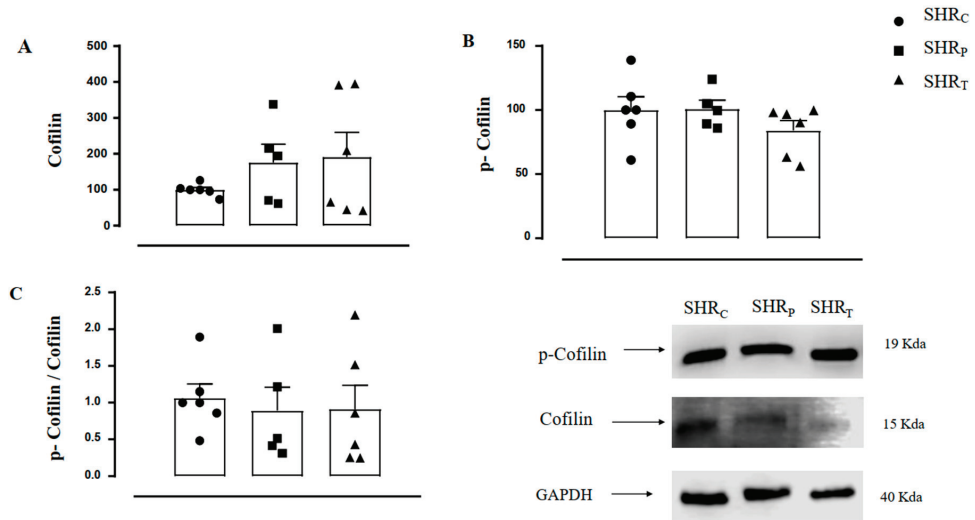 A
Cofilin
500
400
300
200
100
0
B
p- Cofilin
150
100
50
0
SHRC
SHRP
SHRT
C
p- Cofilin / Cofilin
2.5
2.0
1.5
1.0
0.5
0.0
SHRC SHRP SHRT
p-Cofilin
19 Kda
Cofilin
15 Kda
GAPDH
40 Kda